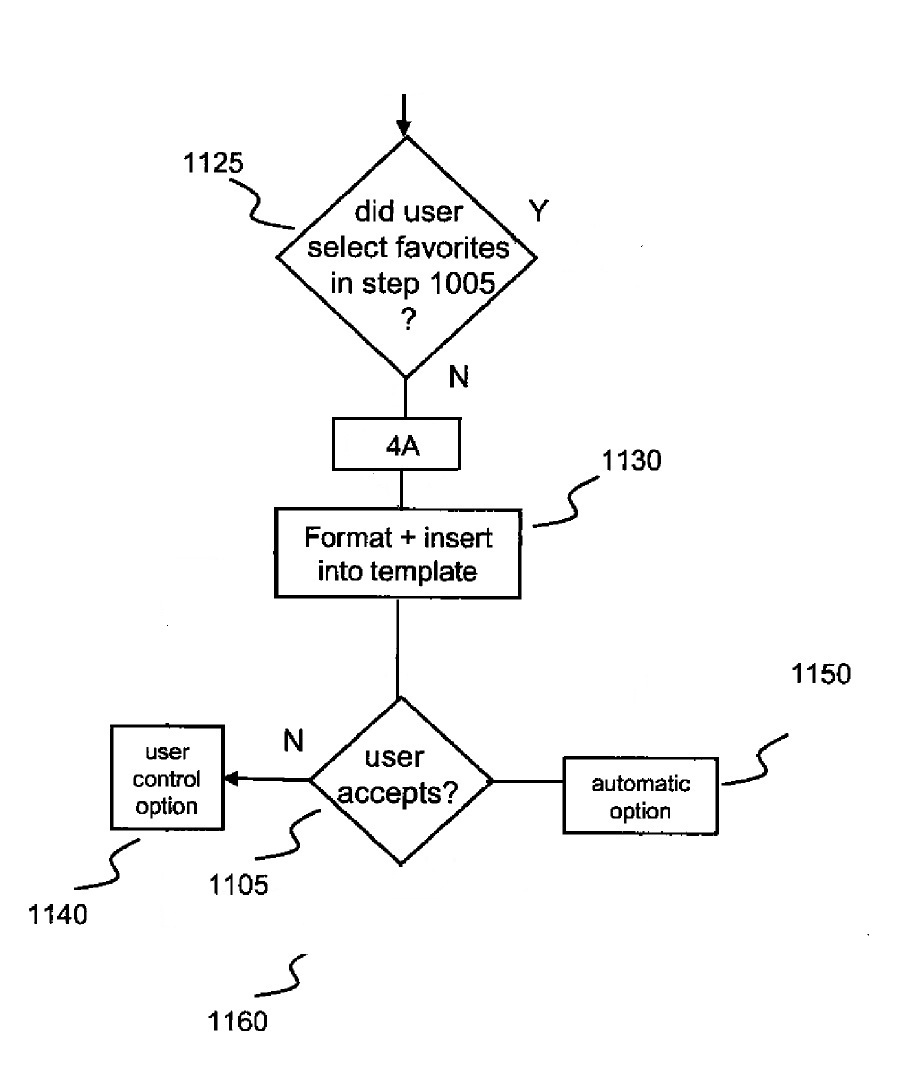 1125
Y
did user
select favorites
in step 1005
?
N
4A
1130
Format + insert
into template
1150
N
user
accepts?
user
control
option
automatic
option
1105
1140
1160